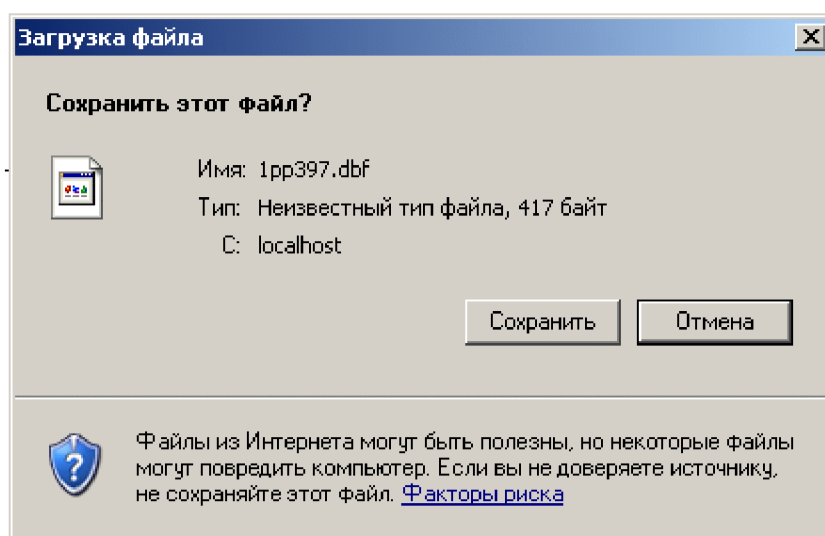 Загрузка файла
Сохранить этот файл?
Имя: 1pp397.dbf
Тип: Неизвестный тип файла, 417 байт
С: localhost
Сохранить Отмена
Файлы из Интернета могут быть полезны, но некоторые файлы
могут повредить компьютер. Если вы не доверяете источнику,
не сохраняйте этот файл. Факторы риска